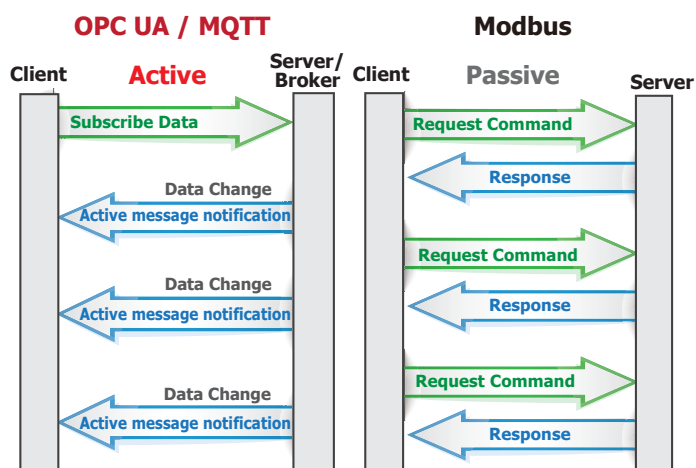 OPC UA / MQTT
Client
Active
Server/
Broker
Subscribe Data
Data Change
Active message notification
Data Change
Active message notification
Data Change
Active message notification
Modbus
Client
Passive
Server
Request Command
Response
Request Command
Response
Request Command
Response